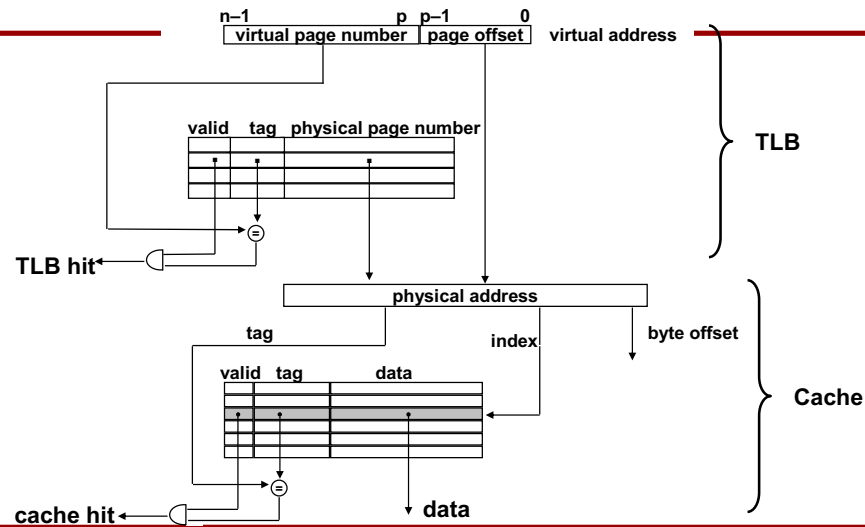 n–1 p p–1 0
virtual page number page offset virtual address
valid tag physical page number
TLB
=
TLB hit
physical address
tag
index
byte offset
valid tag data
Cache
=
cache hit
data